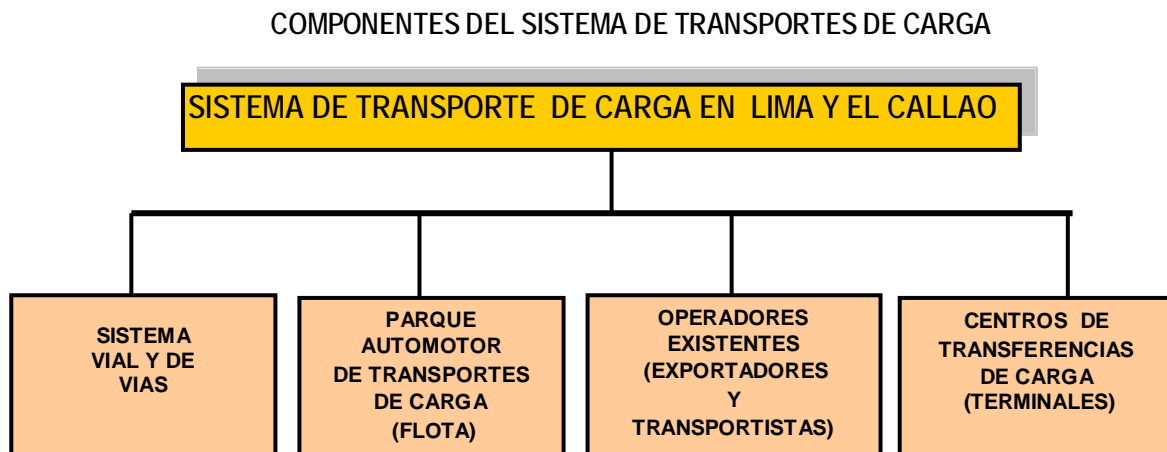 COMPONENTES DEL SISTEMA DE TRANSPORTES DE CARGA
SISTEMA DE TRANSPORTE DE CARGA EN LIMA Y EL CALLAO
SISTEMA
VIAL Y DE
VIAS
PARQUE
AUTOMOTOR
DE TRANSPORTES
DE CARGA
(FLOTA)
OPERADORES
EXISTENTES
(EXPORTADORES
Y
TRANSPORTISTAS)
CENTROS DE
TRANSFERENCIAS
DE CARGA
(TERMINALES)